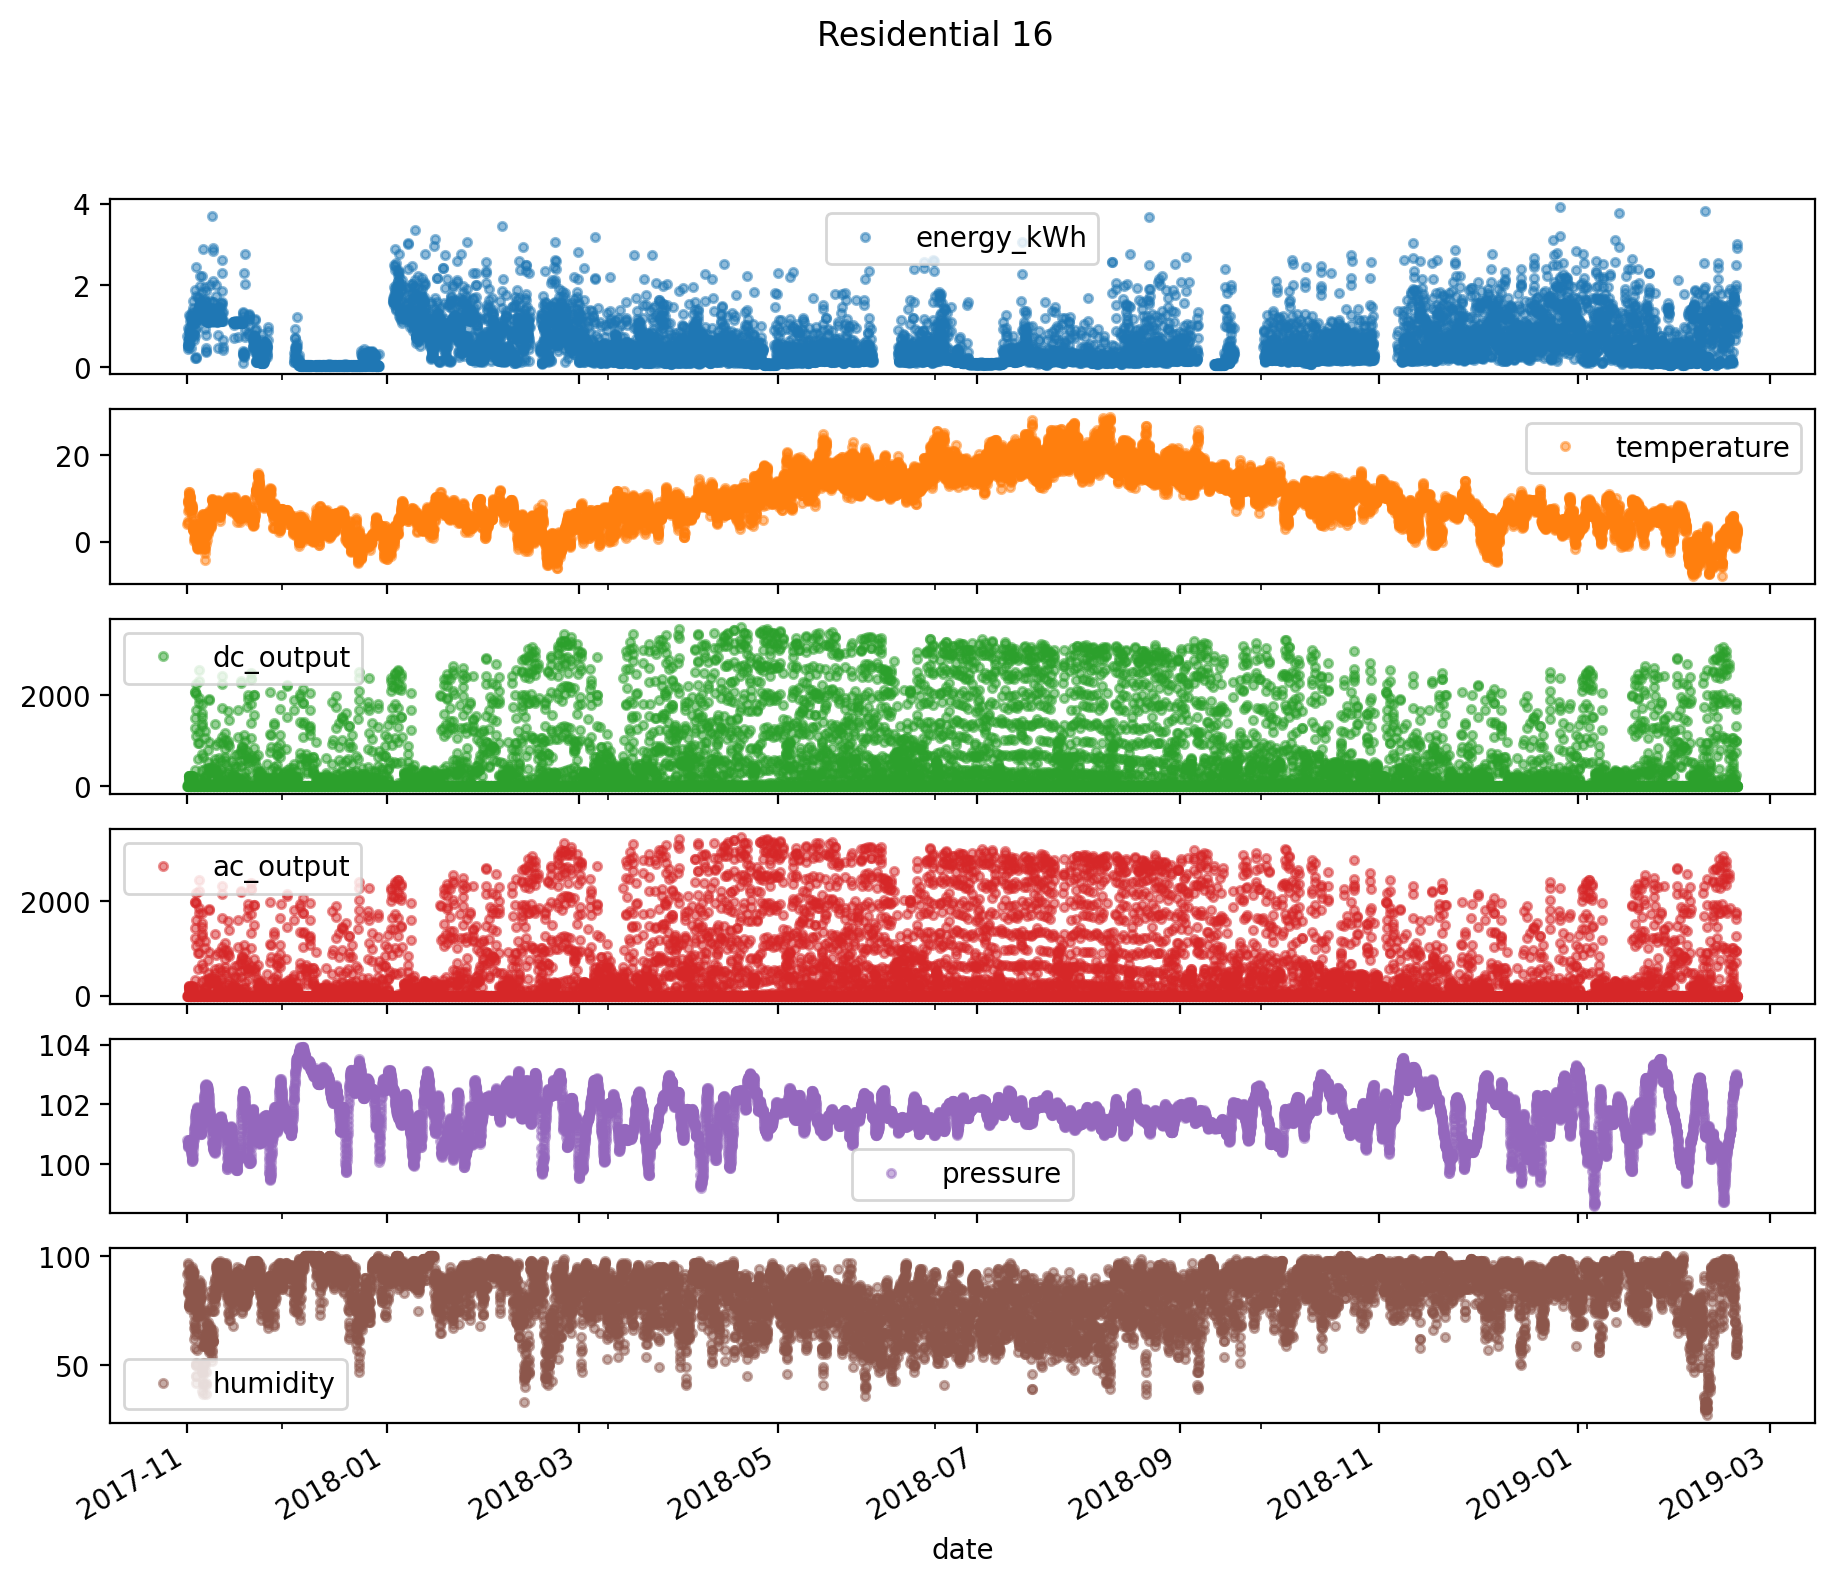 Residential 16
4
2
0
energy_kWh
20
0
temperature
2000
0
dc_output
2000
0
ac_output
104
102
100
pressure
100
50
humidity
2017-11
2018-01
2018-03
2018-05
2018-07
2018-09
2018-11
2019-01
2019-03
date